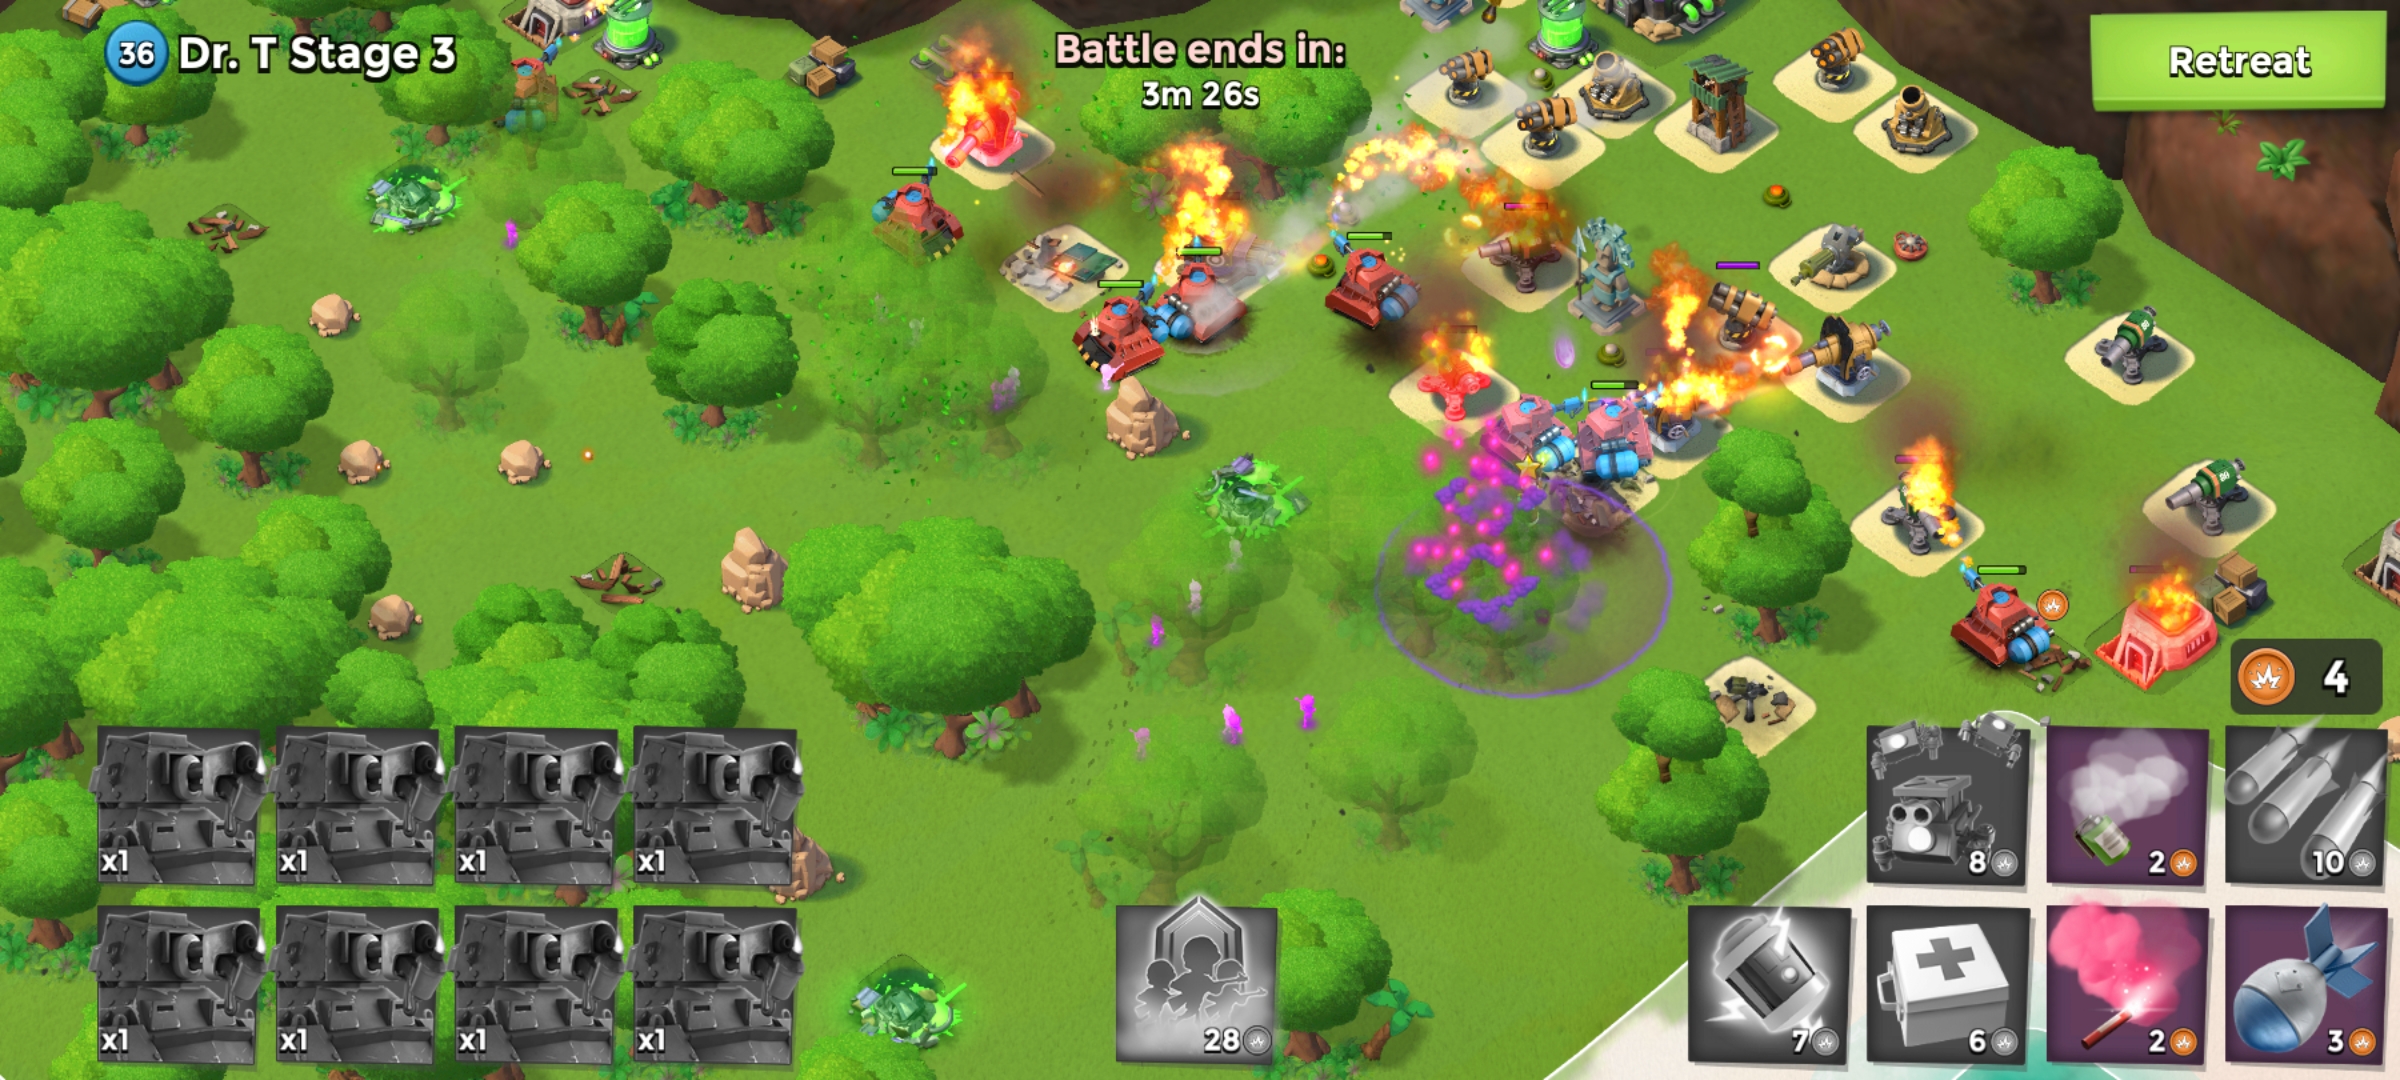 36 Dr. T Stage 3
Battle ends in:
3m 26s
Retreat
4
x1 x1 x1 x1
8 2 10
x1 x1 x1 x1
28
7 6 2 3